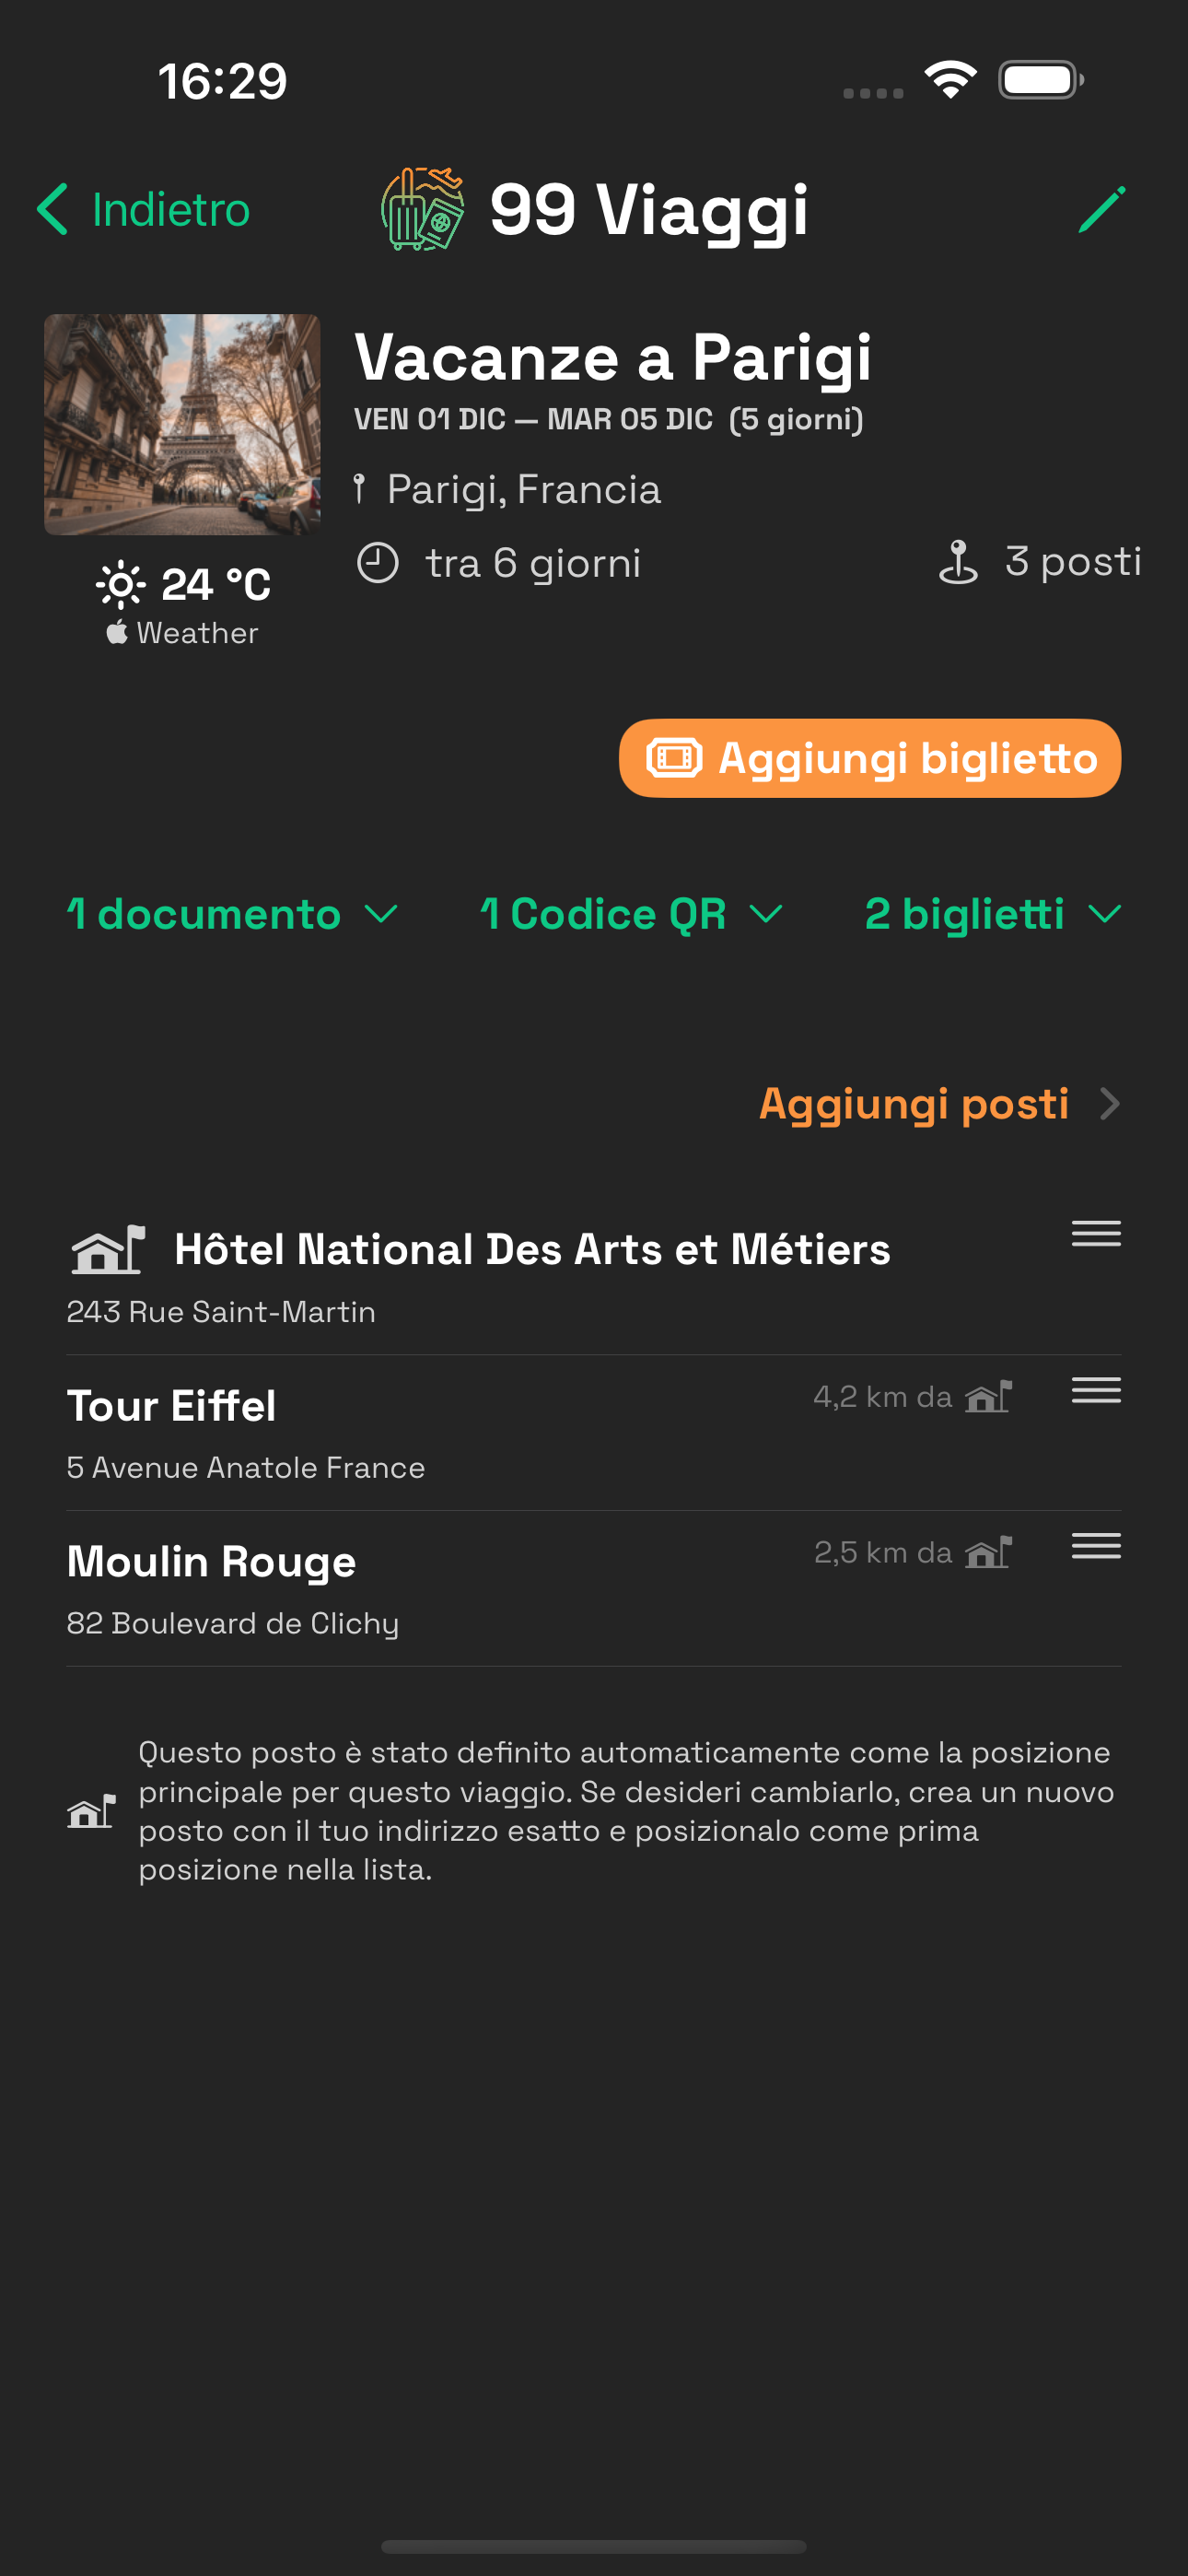 16:29
Indietro
99 Viaggi
Vacanze a Parigi
VEN 01 DIC — MAR 05 DIC (5 giorni)
Parigi, Francia
tra 6 giorni
3 posti
24 °C
Weather
Aggiungi biglietto
1 documento
1 Codice QR
2 biglietti
Aggiungi posti
Hôtel National Des Arts et Métiers
243 Rue Saint-Martin
Tour Eiffel
4,2 km da
5 Avenue Anatole France
Moulin Rouge
2,5 km da
82 Boulevard de Clichy
Questo posto è stato definito automaticamente come la posizione
principale per questo viaggio. Se desideri cambiarlo, crea un nuovo
posto con il tuo indirizzo esatto e posizionalo come prima
posizione nella lista.